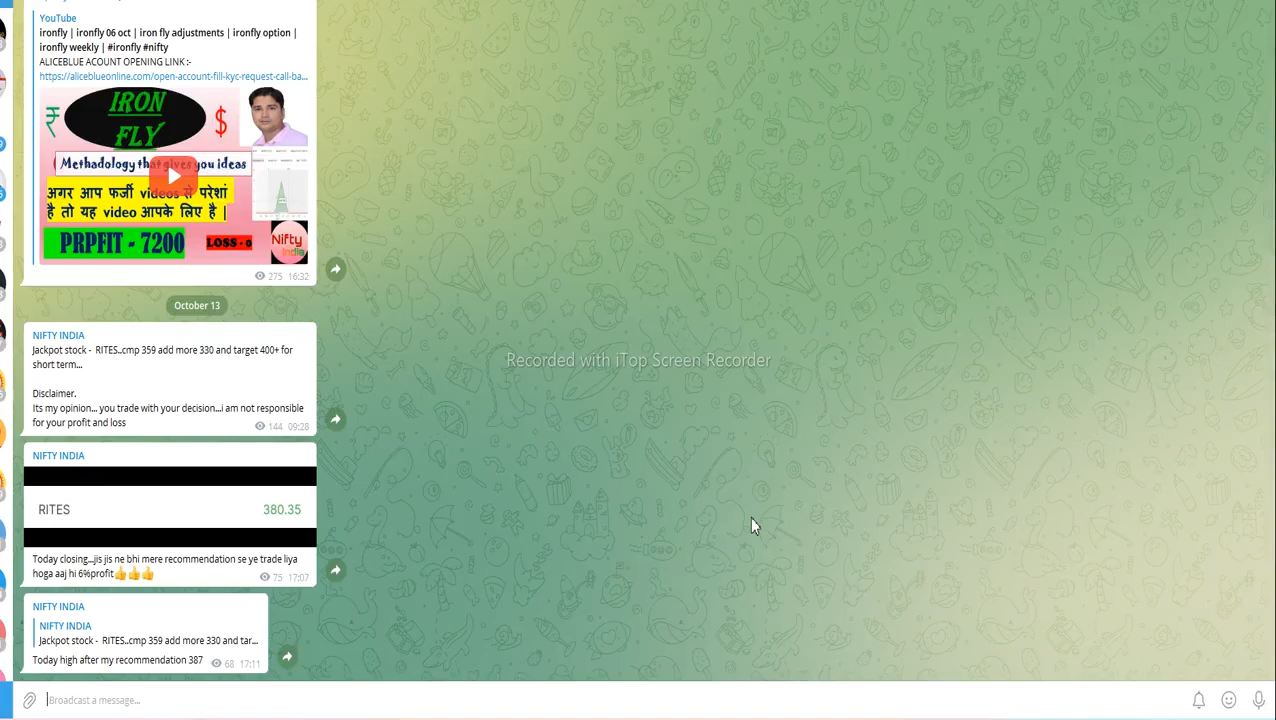 YouTube
ironfly | ironfly 06 oct | iron fly adjustments | ironfly option |
ironfly weekly | #ironfly #nifty
ALICEBLUE ACOUNT OPENING LINK :-
https://aliceblueonline.com/open-account-fill-kyc-request-call-ba...
₹ IRON $
FLY
Methadology that gives you ideas
अगर आप फर्जी videos से परेशां
है तो यह video आपके लिए है |
PRPFIT - 7200 LOSS - 0 Nifty
India
275 16:32
October 13
NIFTY INDIA
Jackpot stock - RITES..cmp 359 add more 330 and target 400+ for
short term...
Disclaimer.
Its my opinion... you trade with your decision...i am not responsible
for your profit and loss
144 09:28
NIFTY INDIA
RITES 380.35
Today closing...jis jis ne bhi mere recommendation se ye trade liya
hoga aaj hi 6%profit👍👍👍
75 17:07
NIFTY INDIA
NIFTY INDIA
Jackpot stock - RITES..cmp 359 add more 330 and tar...
Today high after my recommendation 387
68 17:11
Broadcast a message...
Recorded with iTop Screen Recorder